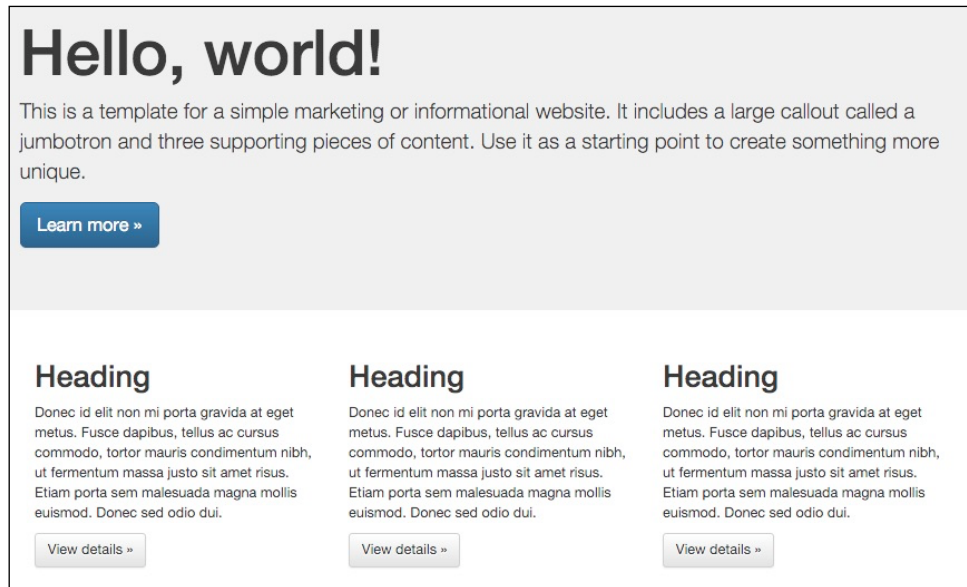 Hello, world!
This is a template for a simple marketing or informational website. It includes a large callout called a
jumbotron and three supporting pieces of content. Use it as a starting point to create something more
unique.
Learn more »
Heading
Donec id elit non mi porta gravida at eget
metus. Fusce dapibus, tellus ac cursus
commodo, tortor mauris condimentum nibh,
ut fermentum massa justo sit amet risus.
Etiam porta sem malesuada magna mollis
euismod. Donec sed odio dui.
View details »
Heading
Donec id elit non mi porta gravida at eget
metus. Fusce dapibus, tellus ac cursus
commodo, tortor mauris condimentum nibh,
ut fermentum massa justo sit amet risus.
Etiam porta sem malesuada magna mollis
euismod. Donec sed odio dui.
View details »
Heading
Donec id elit non mi porta gravida at eget
metus. Fusce dapibus, tellus ac cursus
commodo, tortor mauris condimentum nibh,
ut fermentum massa justo sit amet risus.
Etiam porta sem malesuada magna mollis
euismod. Donec sed odio dui.
View details »